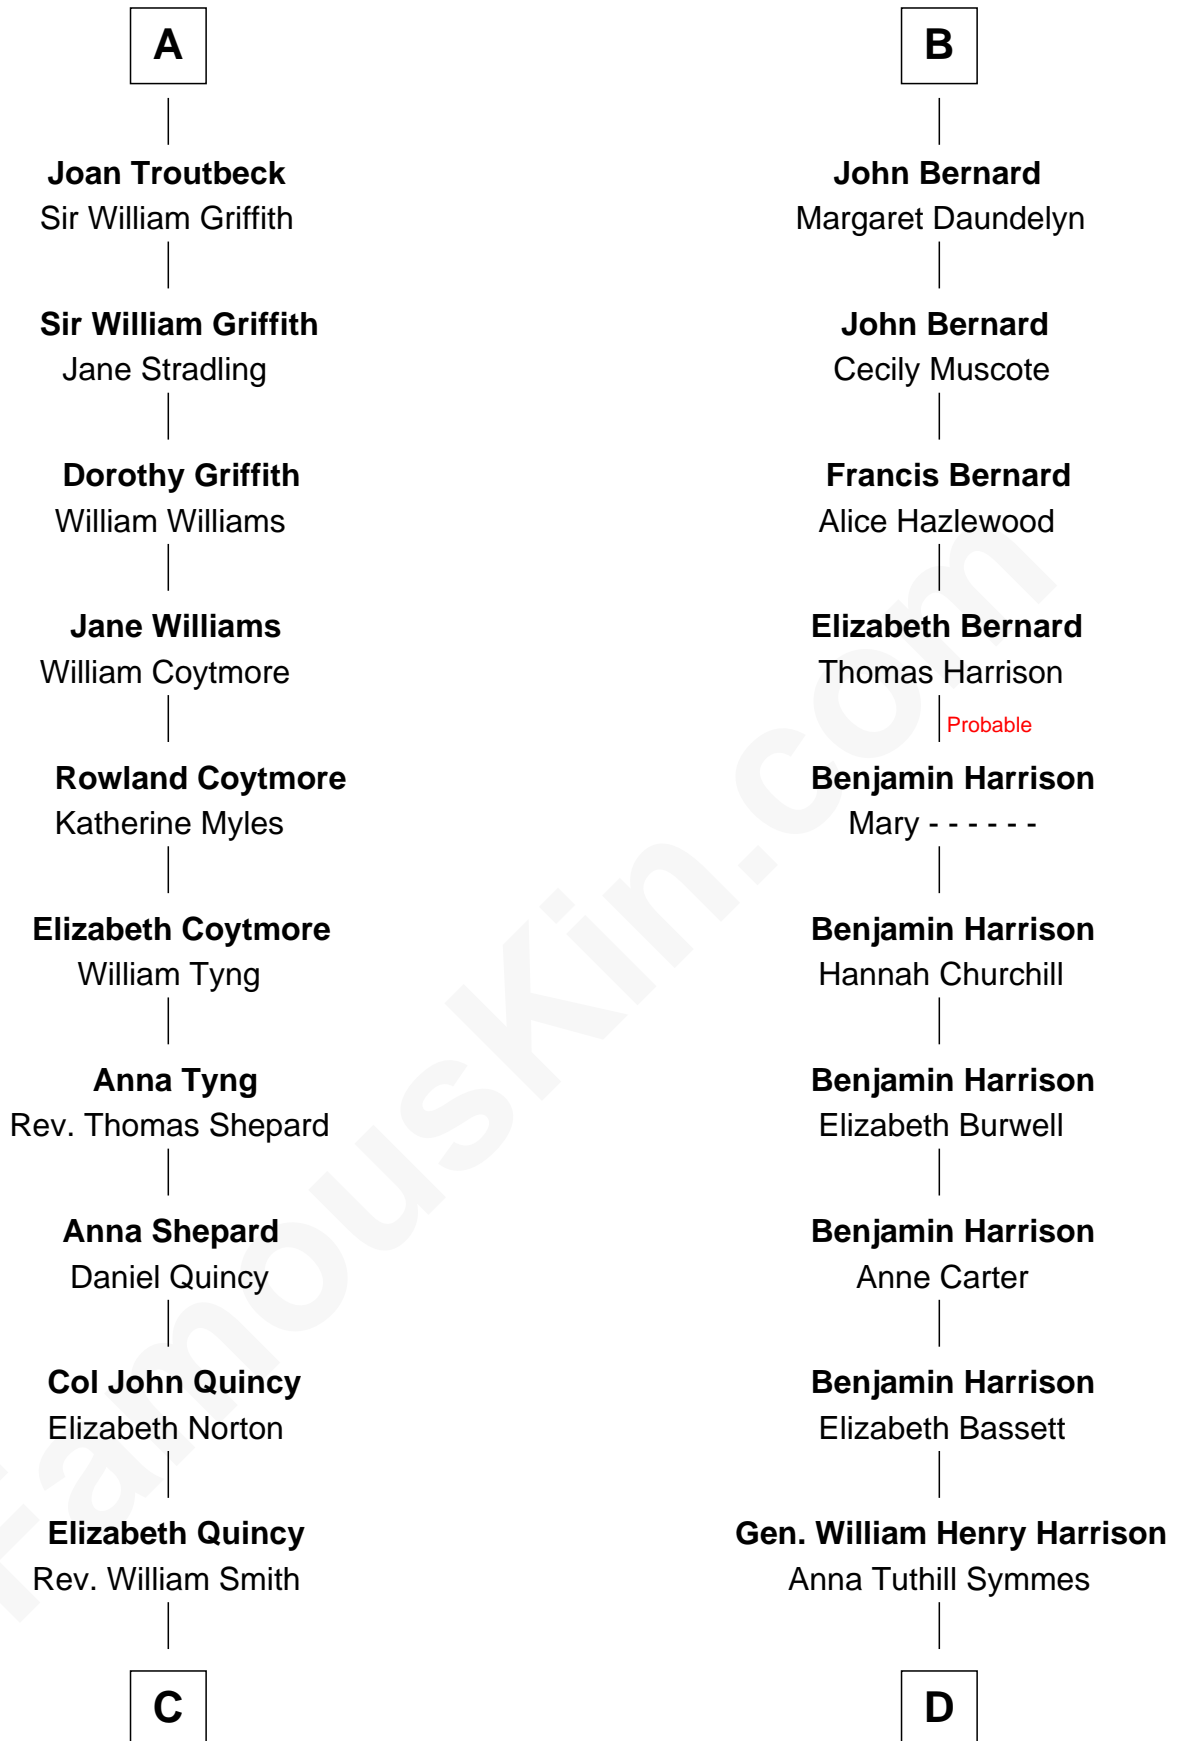 A
Joan Troutbeck
Sir William Griffith
Sir William Griffith
Jane Stradling
Dorothy Griffith
William Williams
Jane Williams
William Coytmore
Rowland Coytmore
Katherine Myles
Elizabeth Coytmore
William Tyng
Anna Tyng
Rev. Thomas Shepard
Anna Shepard
Daniel Quincy
Col John Quincy
Elizabeth Norton
Elizabeth Quincy
Rev. William Smith
C
B
John Bernard
Margaret Daundelyn
John Bernard
Cecily Muscote
Francis Bernard
Alice Hazlewood
Elizabeth Bernard
Thomas Harrison
Probable
Benjamin Harrison
Mary - - - - - -
Benjamin Harrison
Hannah Churchill
Benjamin Harrison
Elizabeth Burwell
Benjamin Harrison
Anne Carter
Benjamin Harrison
Elizabeth Bassett
Gen. William Henry Harrison
Anna Tuthill Symmes
D
FamousKin.com